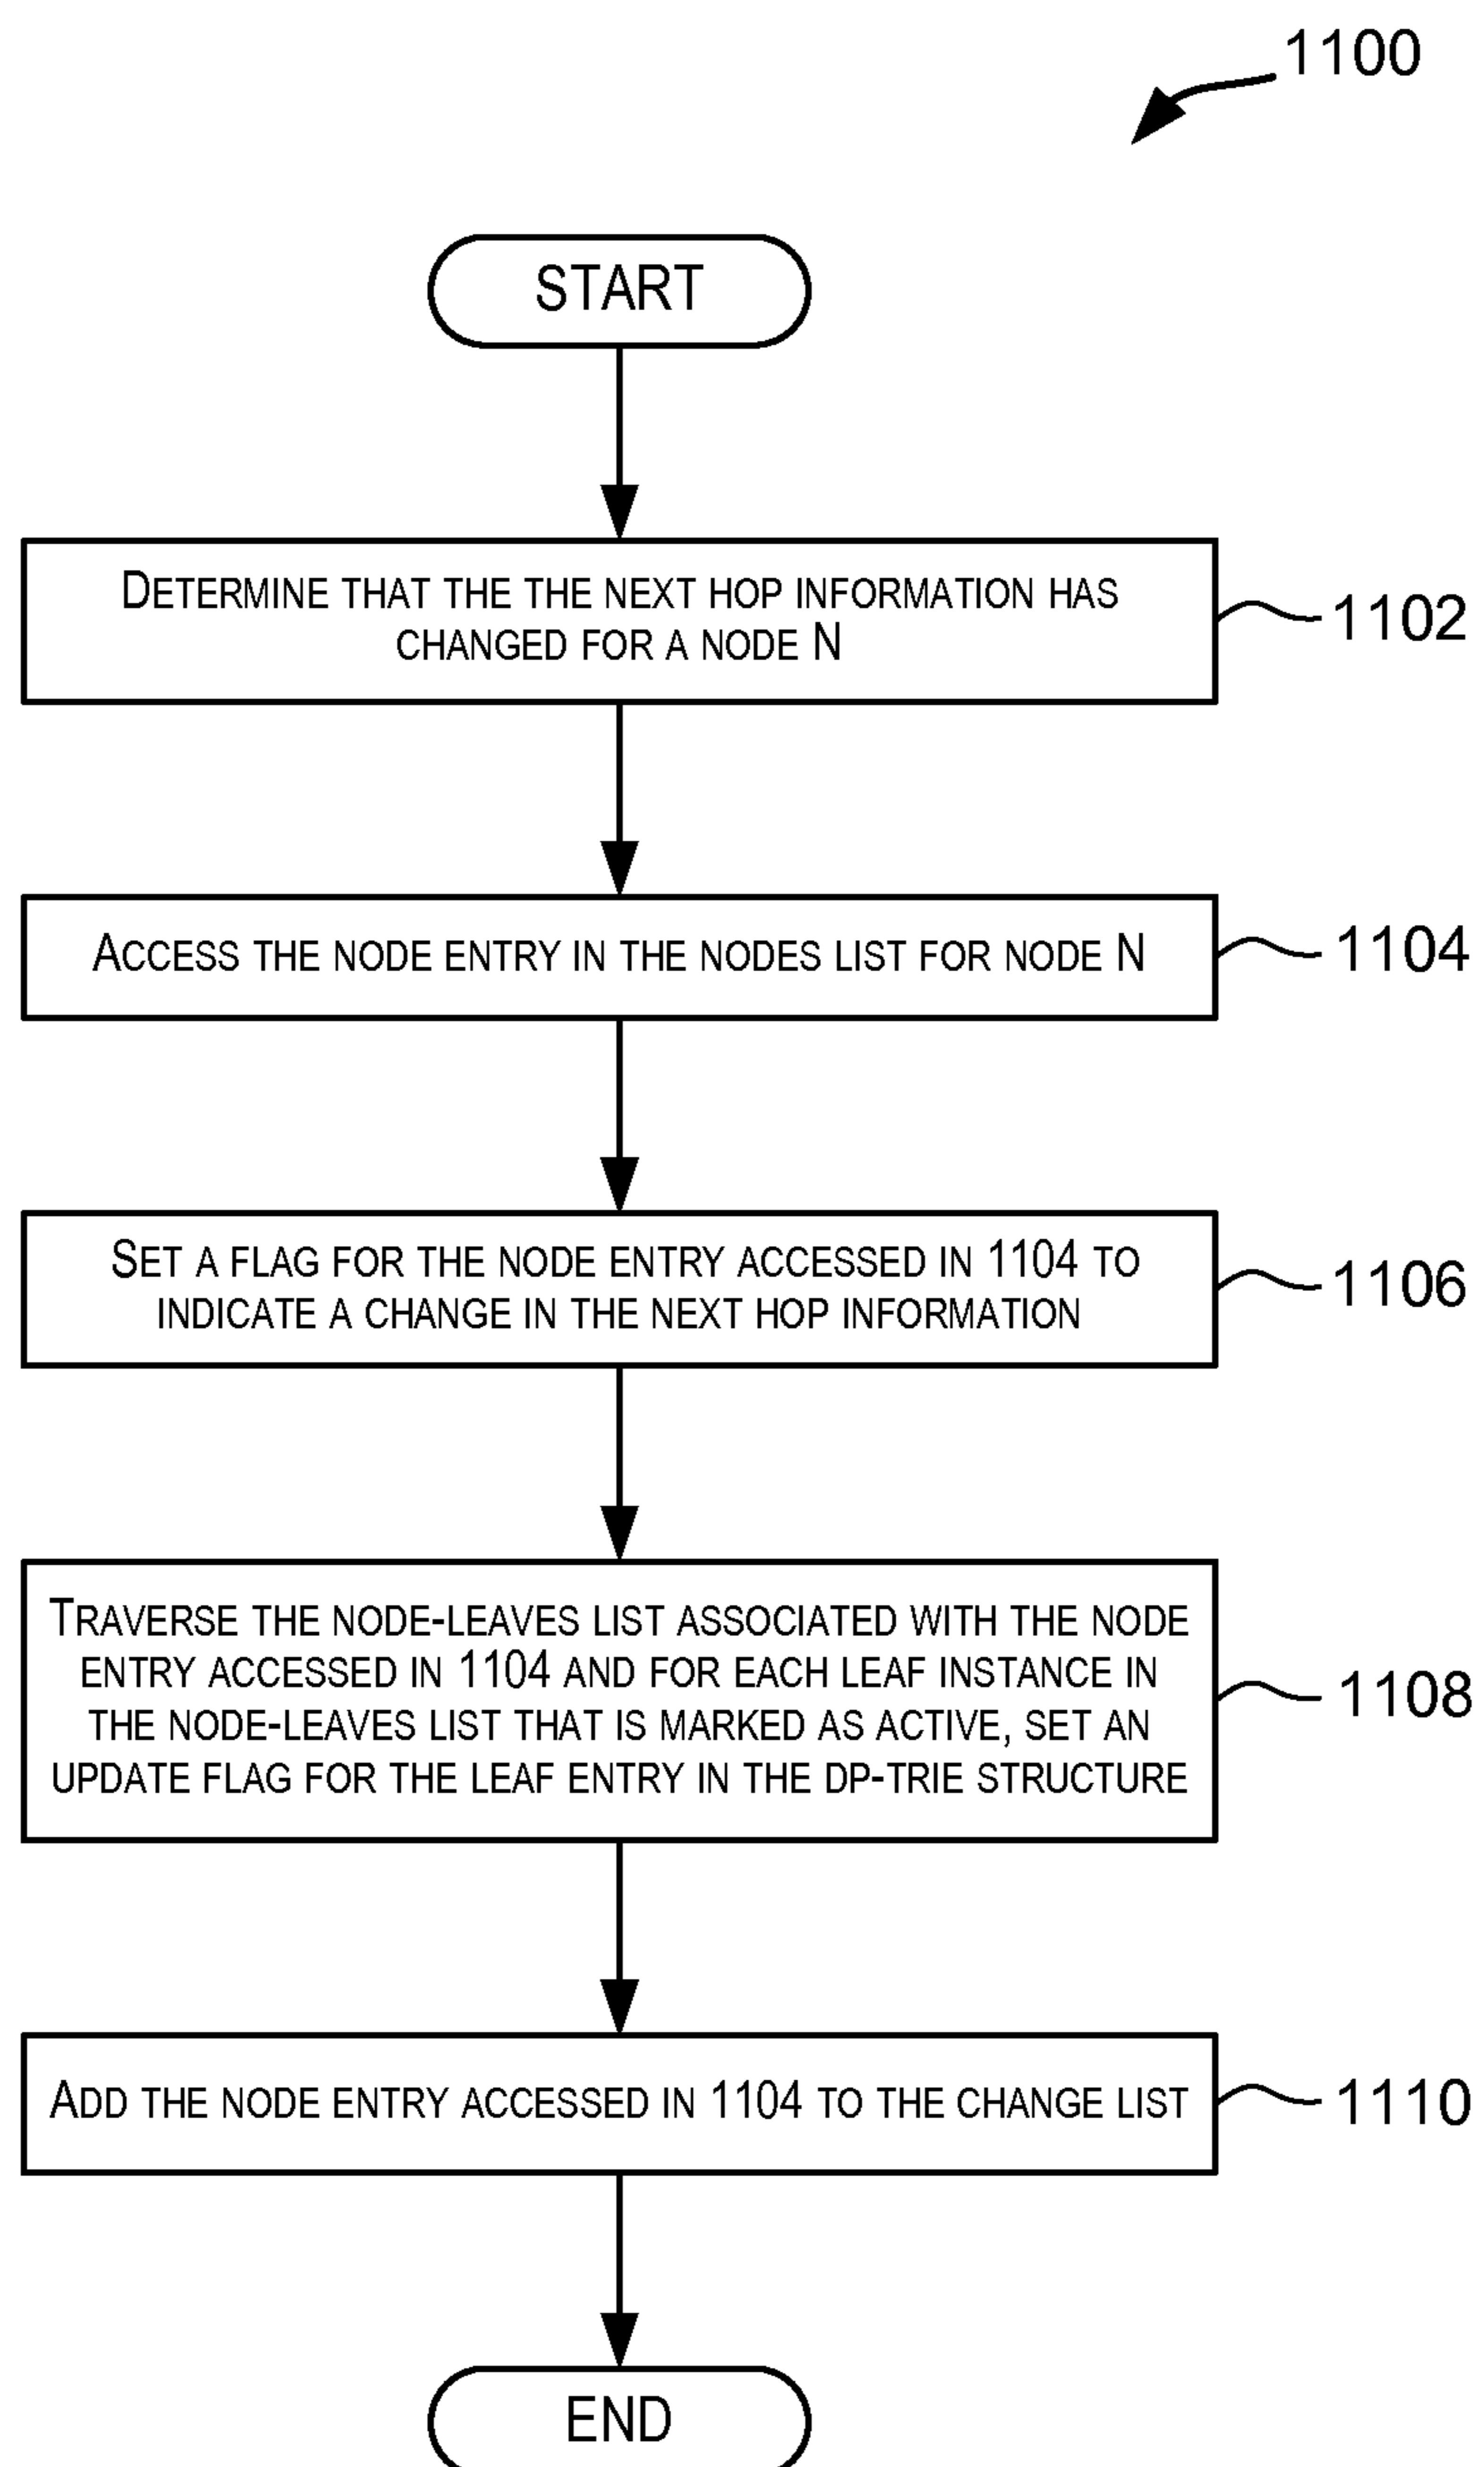 1100
START
DETERMINE THAT THE THE NEXT HOP INFORMATION HAS
CHANGED FOR A NODE N
1102
ACCESS THE NODE ENTRY IN THE NODES LIST FOR NODE N
1104
SET A FLAG FOR THE NODE ENTRY ACCESSED IN 1104 TO
INDICATE A CHANGE IN THE NEXT HOP INFORMATION
1106
TRAVERSE THE NODE-LEAVES LIST ASSOCIATED WITH THE NODE
ENTRY ACCESSED IN 1104 AND FOR EACH LEAF INSTANCE IN
THE NODE-LEAVES LIST THAT IS MARKED AS ACTIVE, SET AN
UPDATE FLAG FOR THE LEAF ENTRY IN THE DP-TRIE STRUCTURE
1108
ADD THE NODE ENTRY ACCESSED IN 1104 TO THE CHANGE LIST
1110
END